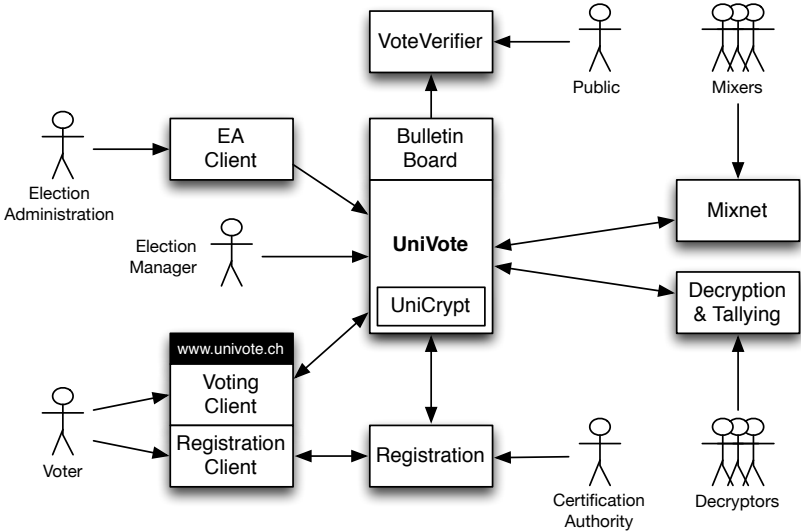 VoteVerifier
Public
Mixers
EA
Client
Bulletin
Board
Election
Administration
Mixnet
Election
Manager
UniVote
Decryption
& Tallying
UniCrypt
www.univote.ch
Voting
Client
Voter
Registration
Client
Registration
Certification
Authority
Decryptors